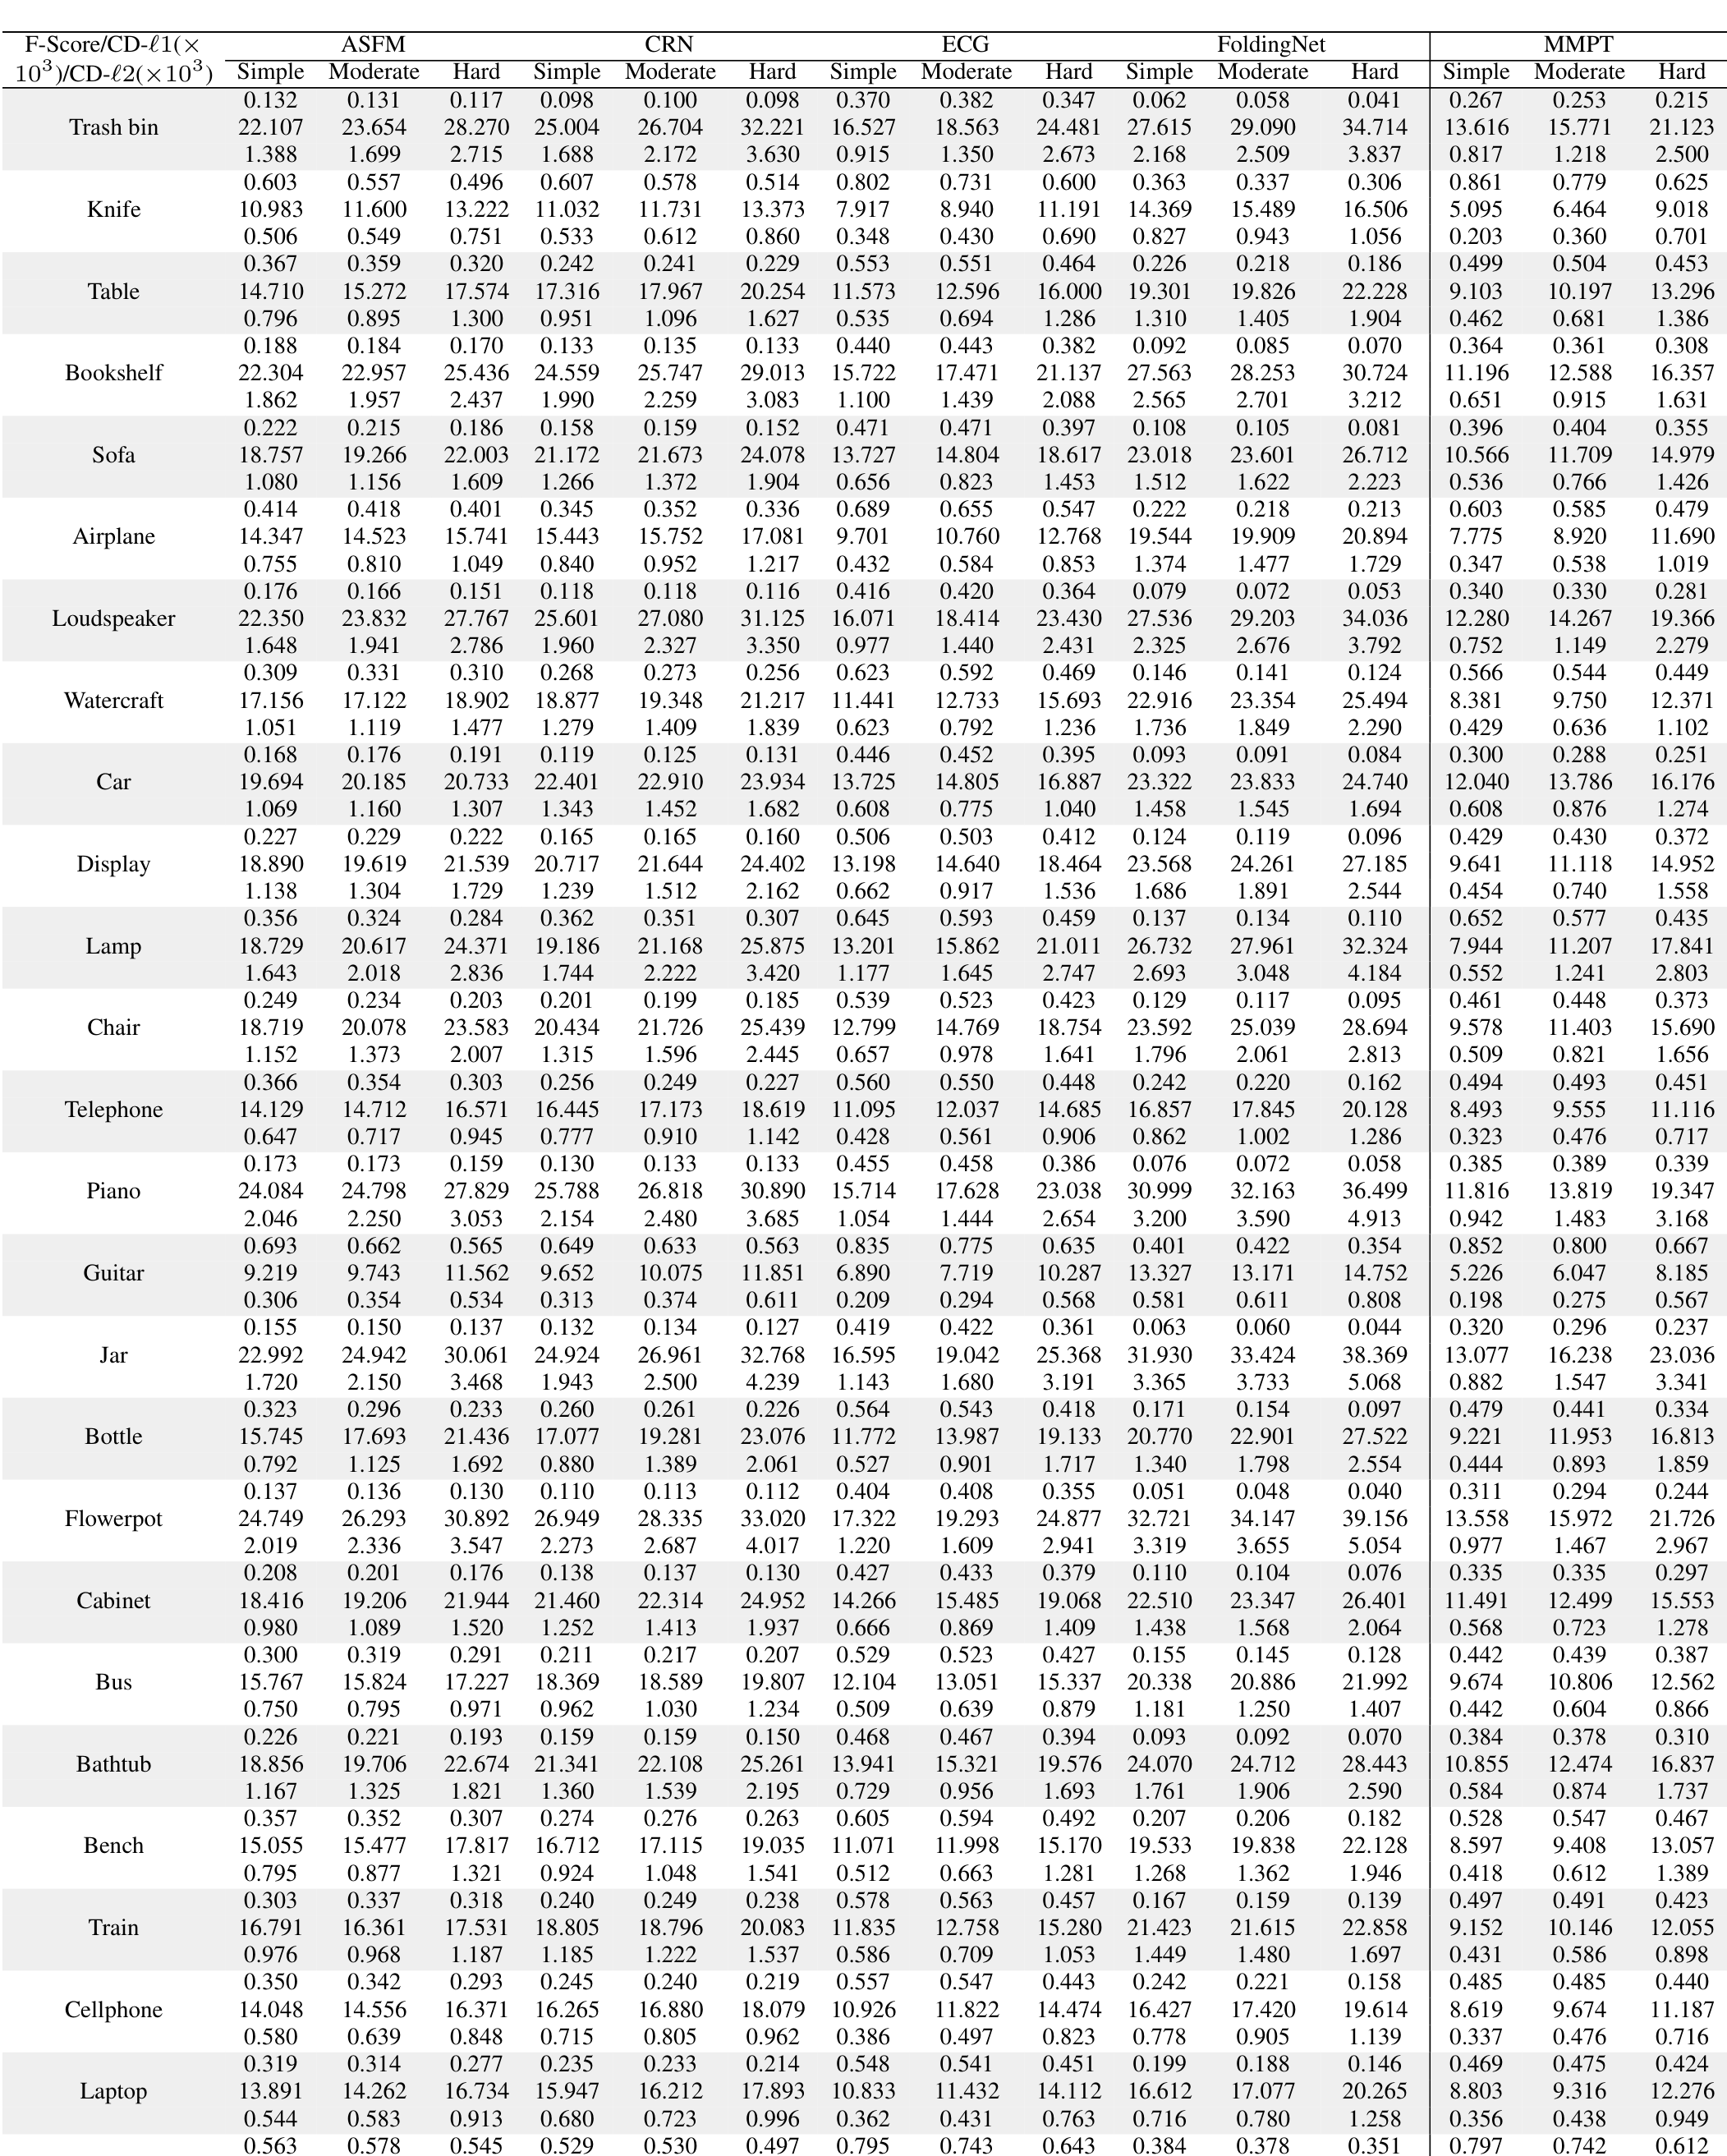 F-Score/CD-ℓ1(× ASFM CRN ECG FoldingNet MMPT
10³)/CD-ℓ2(×10³) Simple Moderate Hard Simple Moderate Hard Simple Moderate Hard Simple Moderate Hard Simple Moderate Hard
0.132 0.131 0.117 0.098 0.100 0.098 0.370 0.382 0.347 0.062 0.058 0.041 0.267 0.253 0.215
Trash bin 22.107 23.654 28.270 25.004 26.704 32.221 16.527 18.563 24.481 27.615 29.090 34.714 13.616 15.771 21.123
1.388 1.699 2.715 1.688 2.172 3.630 0.915 1.350 2.673 2.168 2.509 3.837 0.817 1.218 2.500
0.603 0.557 0.496 0.607 0.578 0.514 0.802 0.731 0.600 0.363 0.337 0.306 0.861 0.779 0.625
Knife 10.983 11.600 13.222 11.032 11.731 13.373 7.917 8.940 11.191 14.369 15.489 16.506 5.095 6.464 9.018
0.506 0.549 0.751 0.533 0.612 0.860 0.348 0.430 0.690 0.827 0.943 1.056 0.203 0.360 0.701
0.367 0.359 0.320 0.242 0.241 0.229 0.553 0.551 0.464 0.226 0.218 0.186 0.499 0.504 0.453
Table 14.710 15.272 17.574 17.316 17.967 20.254 11.573 12.596 16.000 19.301 19.826 22.228 9.103 10.197 13.296
0.796 0.895 1.300 0.951 1.096 1.627 0.535 0.694 1.286 1.310 1.405 1.904 0.462 0.681 1.386
0.188 0.184 0.170 0.133 0.135 0.133 0.440 0.443 0.382 0.092 0.085 0.070 0.364 0.361 0.308
Bookshelf 22.304 22.957 25.436 24.559 25.747 29.013 15.722 17.471 21.137 27.563 28.253 30.724 11.196 12.588 16.357
1.862 1.957 2.437 1.990 2.259 3.083 1.100 1.439 2.088 2.565 2.701 3.212 0.651 0.915 1.631
0.222 0.215 0.186 0.158 0.159 0.152 0.471 0.471 0.397 0.108 0.105 0.081 0.396 0.404 0.355
Sofa 18.757 19.266 22.003 21.172 21.673 24.078 13.727 14.804 18.617 23.018 23.601 26.712 10.566 11.709 14.979
1.080 1.156 1.609 1.266 1.372 1.904 0.656 0.823 1.453 1.512 1.622 2.223 0.536 0.766 1.426
0.414 0.418 0.401 0.345 0.352 0.336 0.689 0.655 0.547 0.222 0.218 0.213 0.603 0.585 0.479
Airplane 14.347 14.523 15.741 15.443 15.752 17.081 9.701 10.760 12.768 19.544 19.909 20.894 7.775 8.920 11.690
0.755 0.810 1.049 0.840 0.952 1.217 0.432 0.584 0.853 1.374 1.477 1.729 0.347 0.538 1.019
0.176 0.166 0.151 0.118 0.118 0.116 0.416 0.420 0.364 0.079 0.072 0.053 0.340 0.330 0.281
Loudspeaker 22.350 23.832 27.767 25.601 27.080 31.125 16.071 18.414 23.430 27.536 29.203 34.036 12.280 14.267 19.366
1.648 1.941 2.786 1.960 2.327 3.350 0.977 1.440 2.431 2.325 2.676 3.792 0.752 1.149 2.279
0.309 0.331 0.310 0.268 0.273 0.256 0.623 0.592 0.469 0.146 0.141 0.124 0.566 0.544 0.449
Watercraft 17.156 17.122 18.902 18.877 19.348 21.217 11.441 12.733 15.693 22.916 23.354 25.494 8.381 9.750 12.371
1.051 1.119 1.477 1.279 1.409 1.839 0.623 0.792 1.236 1.736 1.849 2.290 0.429 0.636 1.102
0.168 0.176 0.191 0.119 0.125 0.131 0.446 0.452 0.395 0.093 0.091 0.084 0.300 0.288 0.251
Car 19.694 20.185 20.733 22.401 22.910 23.934 13.725 14.805 16.887 23.322 23.833 24.740 12.040 13.786 16.176
1.069 1.160 1.307 1.343 1.452 1.682 0.608 0.775 1.040 1.458 1.545 1.694 0.608 0.876 1.274
0.227 0.229 0.222 0.165 0.165 0.160 0.506 0.503 0.412 0.124 0.119 0.096 0.429 0.430 0.372
Display 18.890 19.619 21.539 20.717 21.644 24.402 13.198 14.640 18.464 23.568 24.261 27.185 9.641 11.118 14.952
1.138 1.304 1.729 1.239 1.512 2.162 0.662 0.917 1.536 1.686 1.891 2.544 0.454 0.740 1.558
0.356 0.324 0.284 0.362 0.351 0.307 0.645 0.593 0.459 0.137 0.134 0.110 0.652 0.577 0.435
Lamp 18.729 20.617 24.371 19.186 21.168 25.875 13.201 15.862 21.011 26.732 27.961 32.324 7.944 11.207 17.841
1.643 2.018 2.836 1.744 2.222 3.420 1.177 1.645 2.747 2.693 3.048 4.184 0.552 1.241 2.803
0.249 0.234 0.203 0.201 0.199 0.185 0.539 0.523 0.423 0.129 0.117 0.095 0.461 0.448 0.373
Chair 18.719 20.078 23.583 20.434 21.726 25.439 12.799 14.769 18.754 23.592 25.039 28.694 9.578 11.403 15.690
1.152 1.373 2.007 1.315 1.596 2.445 0.657 0.978 1.641 1.796 2.061 2.813 0.509 0.821 1.656
0.366 0.354 0.303 0.256 0.249 0.227 0.560 0.550 0.448 0.242 0.220 0.162 0.494 0.493 0.451
Telephone 14.129 14.712 16.571 16.445 17.173 18.619 11.095 12.037 14.685 16.857 17.845 20.128 8.493 9.555 11.116
0.647 0.717 0.945 0.777 0.910 1.142 0.428 0.561 0.906 0.862 1.002 1.286 0.323 0.476 0.717
0.173 0.173 0.159 0.130 0.133 0.133 0.455 0.458 0.386 0.076 0.072 0.058 0.385 0.389 0.339
Piano 24.084 24.798 27.829 25.788 26.818 30.890 15.714 17.628 23.038 30.999 32.163 36.499 11.816 13.819 19.347
2.046 2.250 3.053 2.154 2.480 3.685 1.054 1.444 2.654 3.200 3.590 4.913 0.942 1.483 3.168
0.693 0.662 0.565 0.649 0.633 0.563 0.835 0.775 0.635 0.401 0.422 0.354 0.852 0.800 0.667
Guitar 9.219 9.743 11.562 9.652 10.075 11.851 6.890 7.719 10.287 13.327 13.171 14.752 5.226 6.047 8.185
0.306 0.354 0.534 0.313 0.374 0.611 0.209 0.294 0.568 0.581 0.611 0.808 0.198 0.275 0.567
0.155 0.150 0.137 0.132 0.134 0.127 0.419 0.422 0.361 0.063 0.060 0.044 0.320 0.296 0.237
Jar 22.992 24.942 30.061 24.924 26.961 32.768 16.595 19.042 25.368 31.930 33.424 38.369 13.077 16.238 23.036
1.720 2.150 3.468 1.943 2.500 4.239 1.143 1.680 3.191 3.365 3.733 5.068 0.882 1.547 3.341
0.323 0.296 0.233 0.260 0.261 0.226 0.564 0.543 0.418 0.171 0.154 0.097 0.479 0.441 0.334
Bottle 15.745 17.693 21.436 17.077 19.281 23.076 11.772 13.987 19.133 20.770 22.901 27.522 9.221 11.953 16.813
0.792 1.125 1.692 0.880 1.389 2.061 0.527 0.901 1.717 1.340 1.798 2.554 0.444 0.893 1.859
0.137 0.136 0.130 0.110 0.113 0.112 0.404 0.408 0.355 0.051 0.048 0.040 0.311 0.294 0.244
Flowerpot 24.749 26.293 30.892 26.949 28.335 33.020 17.322 19.293 24.877 32.721 34.147 39.156 13.558 15.972 21.726
2.019 2.336 3.547 2.273 2.687 4.017 1.220 1.609 2.941 3.319 3.655 5.054 0.977 1.467 2.967
0.208 0.201 0.176 0.138 0.137 0.130 0.427 0.433 0.379 0.110 0.104 0.076 0.335 0.335 0.297
Cabinet 18.416 19.206 21.944 21.460 22.314 24.952 14.266 15.485 19.068 22.510 23.347 26.401 11.491 12.499 15.553
0.980 1.089 1.520 1.252 1.413 1.937 0.666 0.869 1.409 1.438 1.568 2.064 0.568 0.723 1.278
0.300 0.319 0.291 0.211 0.217 0.207 0.529 0.523 0.427 0.155 0.145 0.128 0.442 0.439 0.387
Bus 15.767 15.824 17.227 18.369 18.589 19.807 12.104 13.051 15.337 20.338 20.886 21.992 9.674 10.806 12.562
0.750 0.795 0.971 0.962 1.030 1.234 0.509 0.639 0.879 1.181 1.250 1.407 0.442 0.604 0.866
0.226 0.221 0.193 0.159 0.159 0.150 0.468 0.467 0.394 0.093 0.092 0.070 0.384 0.378 0.310
Bathtub 18.856 19.706 22.674 21.341 22.108 25.261 13.941 15.321 19.576 24.070 24.712 28.443 10.855 12.474 16.837
1.167 1.325 1.821 1.360 1.539 2.195 0.729 0.956 1.693 1.761 1.906 2.590 0.584 0.874 1.737
0.357 0.352 0.307 0.274 0.276 0.263 0.605 0.594 0.492 0.207 0.206 0.182 0.528 0.547 0.467
Bench 15.055 15.477 17.817 16.712 17.115 19.035 11.071 11.998 15.170 19.533 19.838 22.128 8.597 9.408 13.057
0.795 0.877 1.321 0.924 1.048 1.541 0.512 0.663 1.281 1.268 1.362 1.946 0.418 0.612 1.389
0.303 0.337 0.318 0.240 0.249 0.238 0.578 0.563 0.457 0.167 0.159 0.139 0.497 0.491 0.423
Train 16.791 16.361 17.531 18.805 18.796 20.083 11.835 12.758 15.280 21.423 21.615 22.858 9.152 10.146 12.055
0.976 0.968 1.187 1.185 1.222 1.537 0.586 0.709 1.053 1.449 1.480 1.697 0.431 0.586 0.898
0.350 0.342 0.293 0.245 0.240 0.219 0.557 0.547 0.443 0.242 0.221 0.158 0.485 0.485 0.440
Cellphone 14.048 14.556 16.371 16.265 16.880 18.079 10.926 11.822 14.474 16.427 17.420 19.614 8.619 9.674 11.187
0.580 0.639 0.848 0.715 0.805 0.962 0.386 0.497 0.823 0.778 0.905 1.139 0.337 0.476 0.716
0.319 0.314 0.277 0.235 0.233 0.214 0.548 0.541 0.451 0.199 0.188 0.146 0.469 0.475 0.424
Laptop 13.891 14.262 16.734 15.947 16.212 17.893 10.833 11.432 14.112 16.612 17.077 20.265 8.803 9.316 12.276
0.544 0.583 0.913 0.680 0.723 0.996 0.362 0.431 0.763 0.716 0.780 1.258 0.356 0.438 0.949
0.563 0.578 0.545 0.529 0.530 0.497 0.795 0.743 0.643 0.384 0.378 0.351 0.797 0.742 0.612